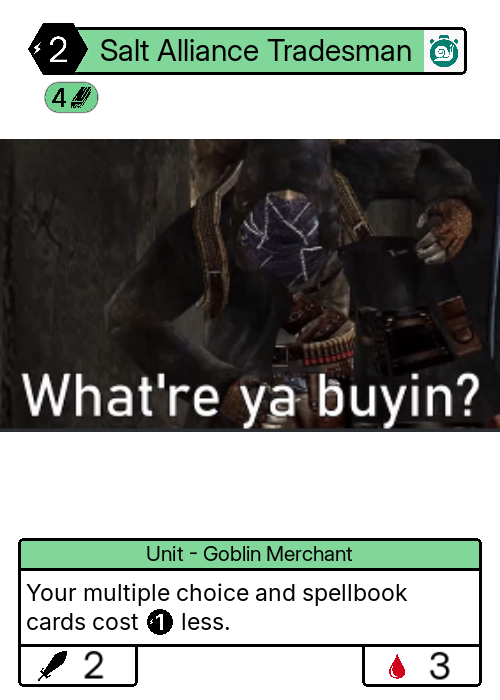 2 Salt Alliance Tradesman
4
What're ya buyin?
Unit - Goblin Merchant
Your multiple choice and spellbook
cards cost 1 less.
2 3